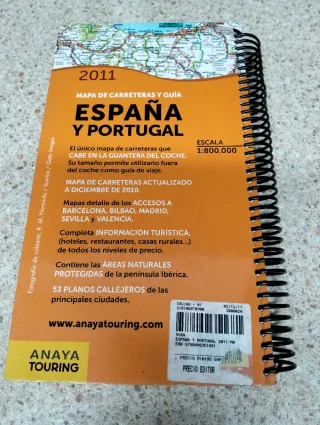 2011
MAPA DE CARRETERAS Y GUÍA
ESPAÑA
Y PORTUGAL
ESCALA
1:800.000
El único mapa de carreteras que
CABE EN LA GUANTERA DEL COCHE.
Su tamaño permite utilizarlo fuera
del coche como guía de viaje.
MAPA DE CARRETERAS ACTUALIZADO
A DICIEMBRE DE 2010.
Mapas detalle de los ACCESOS A
BARCELONA, BILBAO, MADRID,
SEVILLA y VALENCIA.
Completa INFORMACIÓN TURÍSTICA,
(hoteles, restaurantes, casas rurales...)
de todos los niveles de precio.
Contiene las ÁREAS NATURALES
PROTEGIDAS de la península Ibérica.
53 PLANOS CALLEJEROS de las
principales ciudades.
www.anayatouring.com
ANAYA
TOURING
ESPAÑA Y PORTUGAL 2011-MA
PRECIO EDITOR